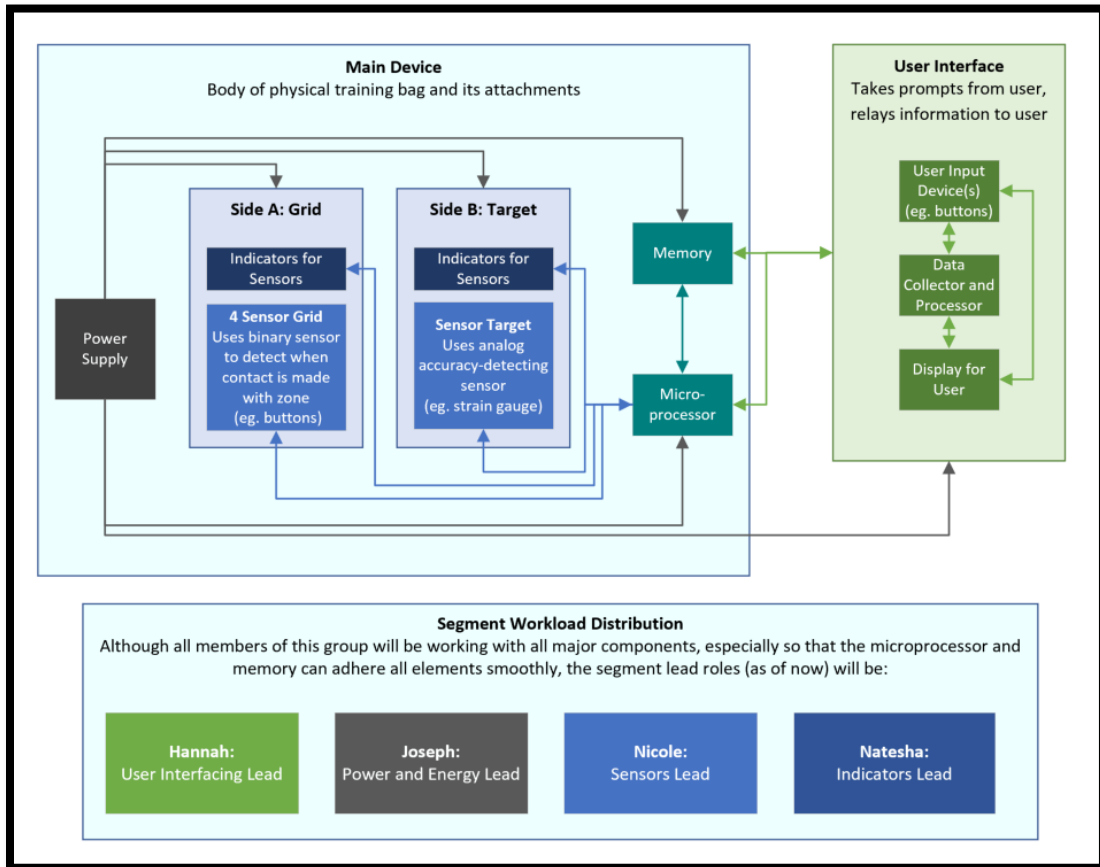 Main Device
Body of physical training bag and its attachments
User Interface
Takes prompts from user,
relays information to user
Side A: Grid
Indicators for
Sensors
4 Sensor Grid
Uses binary sensor
to detect when
contact is made
with zone
(eg. buttons)
Side B: Target
Indicators for
Sensors
Sensor Target
Uses analog
accuracy-detecting
sensor
(eg. strain gauge)
Power
Supply
Memory
Micro-
processor
User Input
Device(s)
(eg. buttons)
Data
Collector and
Processor
Display for
User
Segment Workload Distribution
Although all members of this group will be working with all major components, especially so that the microprocessor and
memory can adhere all elements smoothly, the segment lead roles (as of now) will be:
Hannah:
User Interfacing Lead
Joseph:
Power and Energy Lead
Nicole:
Sensors Lead
Natesha:
Indicators Lead